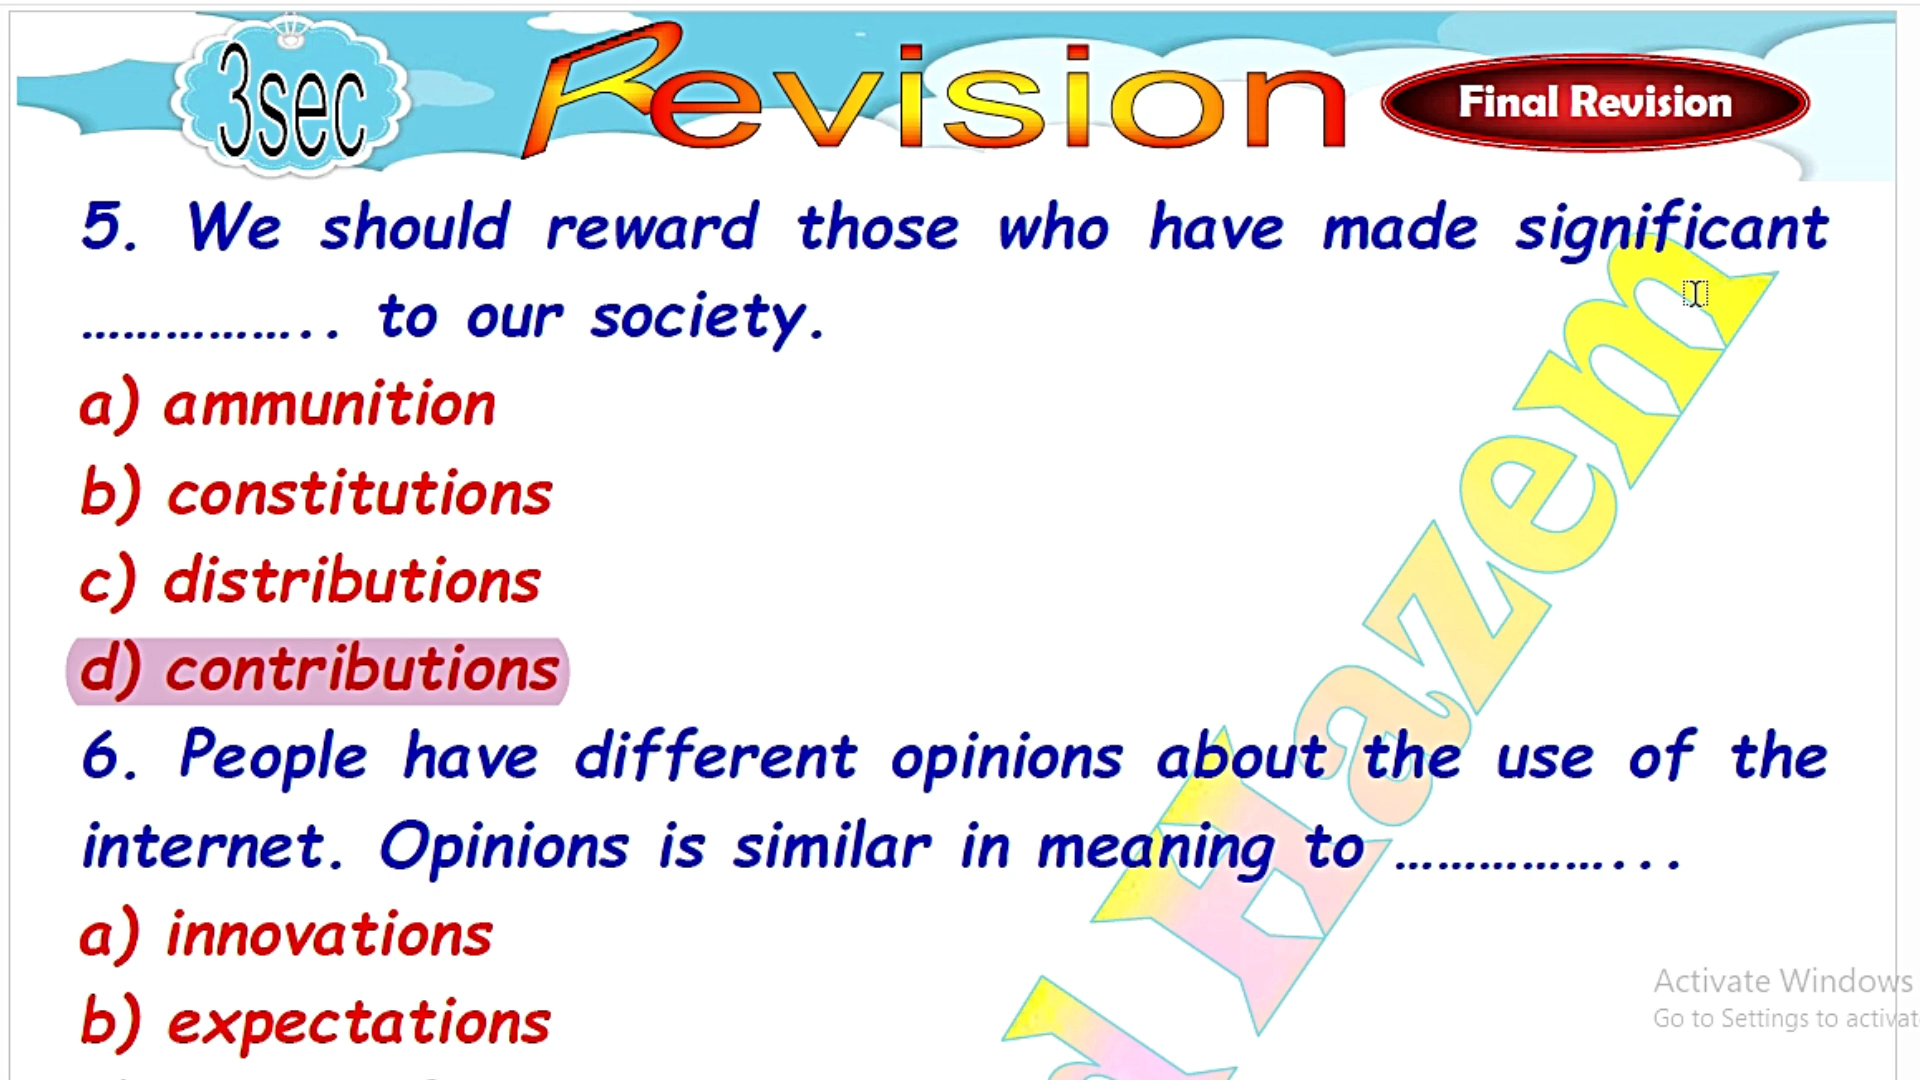 3sec
Revision
Final Revision
5. We should reward those who have made significant
…………….. to our society.
a) ammunition
b) constitutions
c) distributions
d) contributions
6. People have different opinions about the use of the
internet. Opinions is similar in meaning to ……………...
a) innovations
b) expectations
Hazem
Activate Windows
Go to Settings to activat